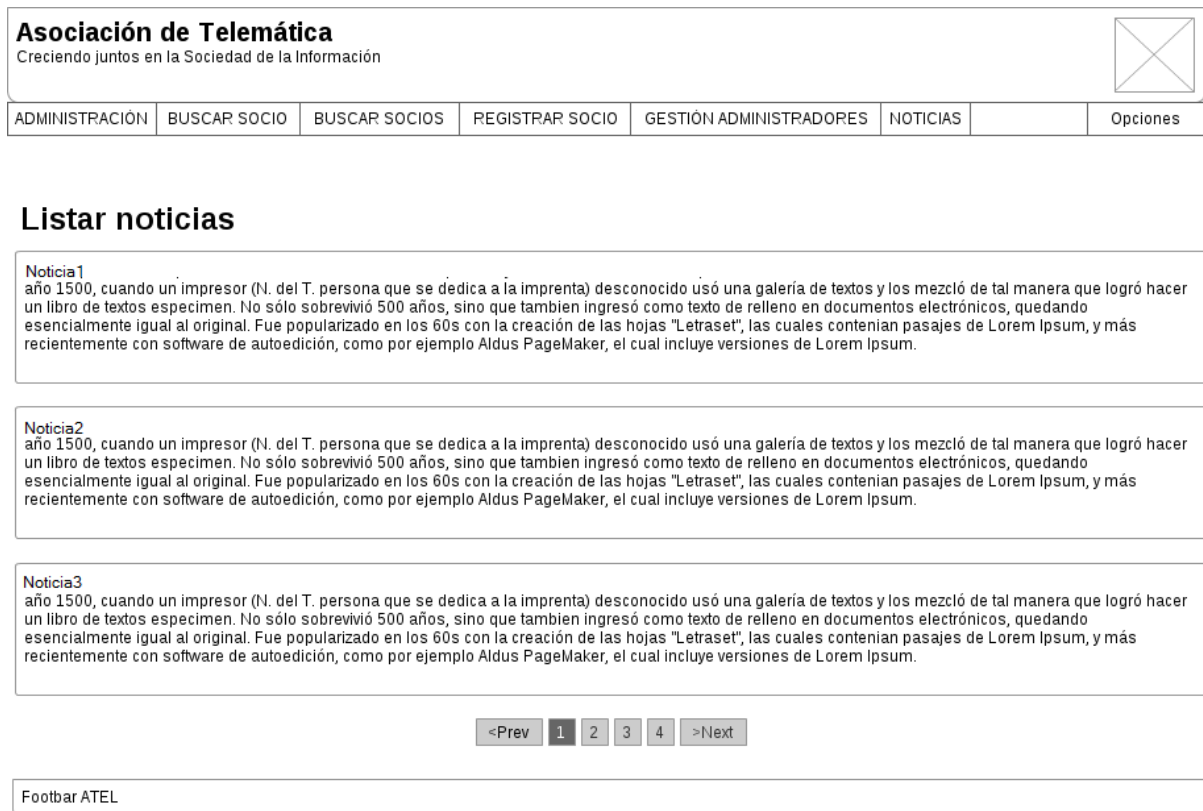 Asociación de Telemática
Creciendo juntos en la Sociedad de la Información
ADMINISTRACIÓN BUSCAR SOCIO BUSCAR SOCIOS REGISTRAR SOCIO GESTIÓN ADMINISTRADORES NOTICIAS Opciones
Listar noticias
Noticia1
año 1500, cuando un impresor (N. del T. persona que se dedica a la imprenta) desconocido usó una galería de textos y los mezcló de tal manera que logró hacer
un libro de textos especimen. No sólo sobrevivió 500 años, sino que tambien ingresó como texto de relleno en documentos electrónicos, quedando
esencialmente igual al original. Fue popularizado en los 60s con la creación de las hojas "Letraset", las cuales contenian pasajes de Lorem Ipsum, y más
recientemente con software de autoedición, como por ejemplo Aldus PageMaker, el cual incluye versiones de Lorem Ipsum.
Noticia2
año 1500, cuando un impresor (N. del T. persona que se dedica a la imprenta) desconocido usó una galería de textos y los mezcló de tal manera que logró hacer
un libro de textos especimen. No sólo sobrevivió 500 años, sino que tambien ingresó como texto de relleno en documentos electrónicos, quedando
esencialmente igual al original. Fue popularizado en los 60s con la creación de las hojas "Letraset", las cuales contenian pasajes de Lorem Ipsum, y más
recientemente con software de autoedición, como por ejemplo Aldus PageMaker, el cual incluye versiones de Lorem Ipsum.
Noticia3
año 1500, cuando un impresor (N. del T. persona que se dedica a la imprenta) desconocido usó una galería de textos y los mezcló de tal manera que logró hacer
un libro de textos especimen. No sólo sobrevivió 500 años, sino que tambien ingresó como texto de relleno en documentos electrónicos, quedando
esencialmente igual al original. Fue popularizado en los 60s con la creación de las hojas "Letraset", las cuales contenian pasajes de Lorem Ipsum, y más
recientemente con software de autoedición, como por ejemplo Aldus PageMaker, el cual incluye versiones de Lorem Ipsum.
<Prev 1 2 3 4 >Next
Footbar ATEL